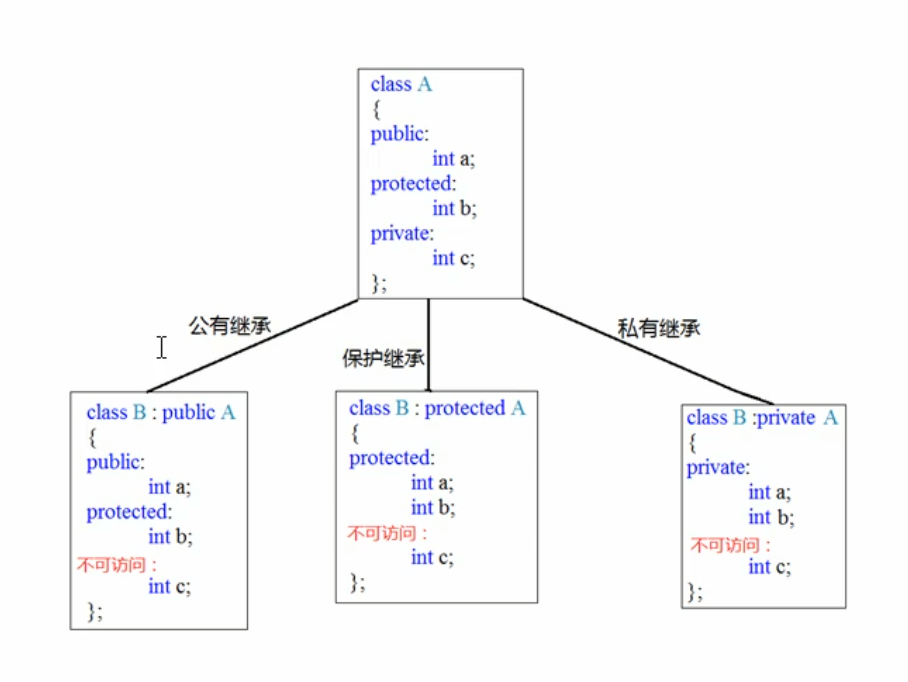 class A
{
public:
int a;
protected:
int b;
private:
int c;
};
公有继承
保护继承
私有继承
class B : public A
{
public:
int a;
protected:
int b;
不可访问：
int c;
};
class B : protected A
{
protected:
int a;
int b;
不可访问：
int c;
};
class B :private A
{
private:
int a;
int b;
不可访问：
int c;
};